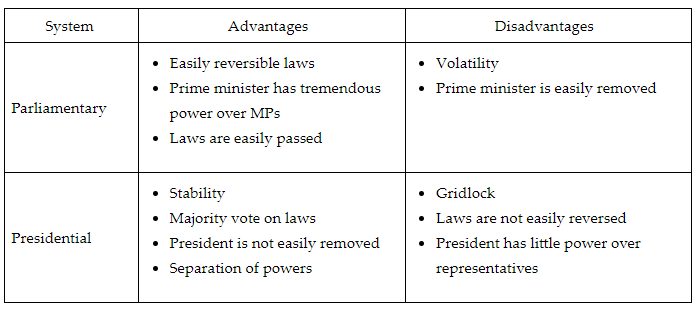 System Advantages Disadvantages
Parliamentary
• Easily reversible laws
• Prime minister has tremendous
power over MPs
• Laws are easily passed
• Volatility
• Prime minister is easily removed
Presidential
• Stability
• Majority vote on laws
• President is not easily removed
• Separation of powers
• Gridlock
• Laws are not easily reversed
• President has little power over
representatives